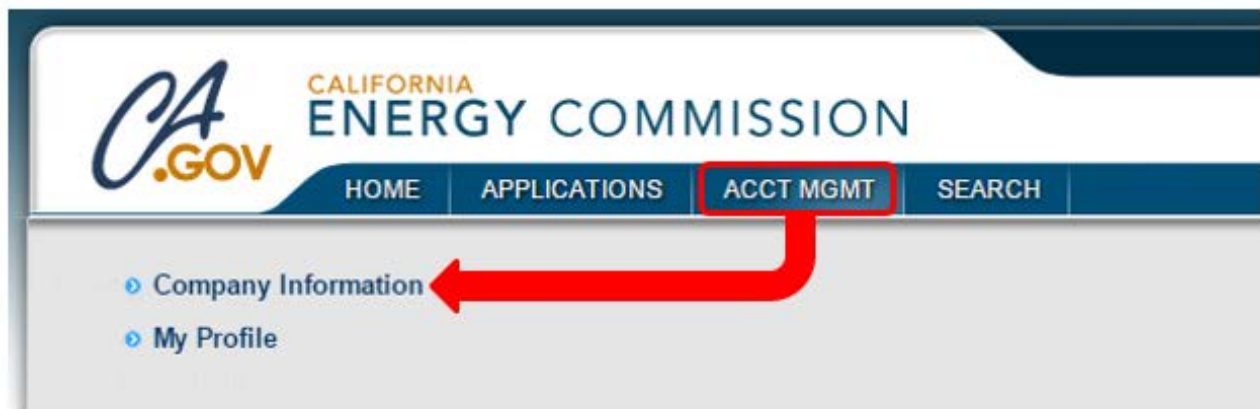 CA
.GOV
CALIFORNIA
ENERGY COMMISSION
HOME APPLICATIONS ACCT MGMT SEARCH
Company Information
My Profile